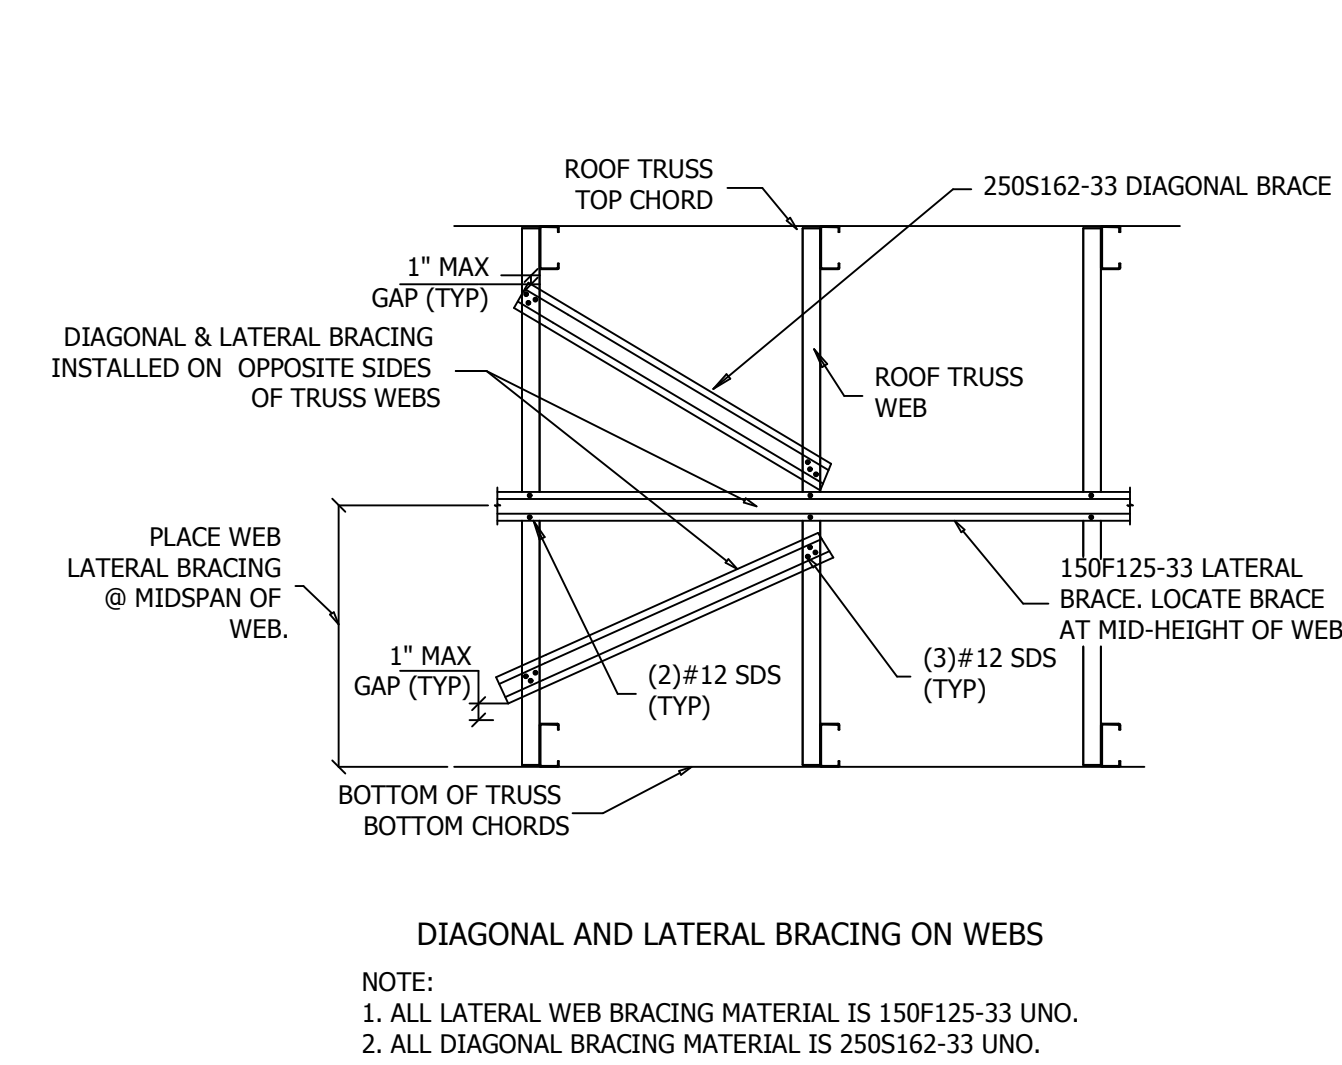 ROOF TRUSS
TOP CHORD
250S162-33 DIAGONAL BRACE
1" MAX
GAP (TYP)
DIAGONAL & LATERAL BRACING
INSTALLED ON OPPOSITE SIDES
OF TRUSS WEBS
ROOF TRUSS
WEB
PLACE WEB
LATERAL BRACING
@ MIDSPAN OF
WEB.
150F125-33 LATERAL
BRACE. LOCATE BRACE
AT MID-HEIGHT OF WEB
1" MAX
GAP (TYP)
(2)#12 SDS
(TYP)
(3)#12 SDS
(TYP)
BOTTOM OF TRUSS
BOTTOM CHORDS
DIAGONAL AND LATERAL BRACING ON WEBS
NOTE:
1. ALL LATERAL WEB BRACING MATERIAL IS 150F125-33 UNO.
2. ALL DIAGONAL BRACING MATERIAL IS 250S162-33 UNO.